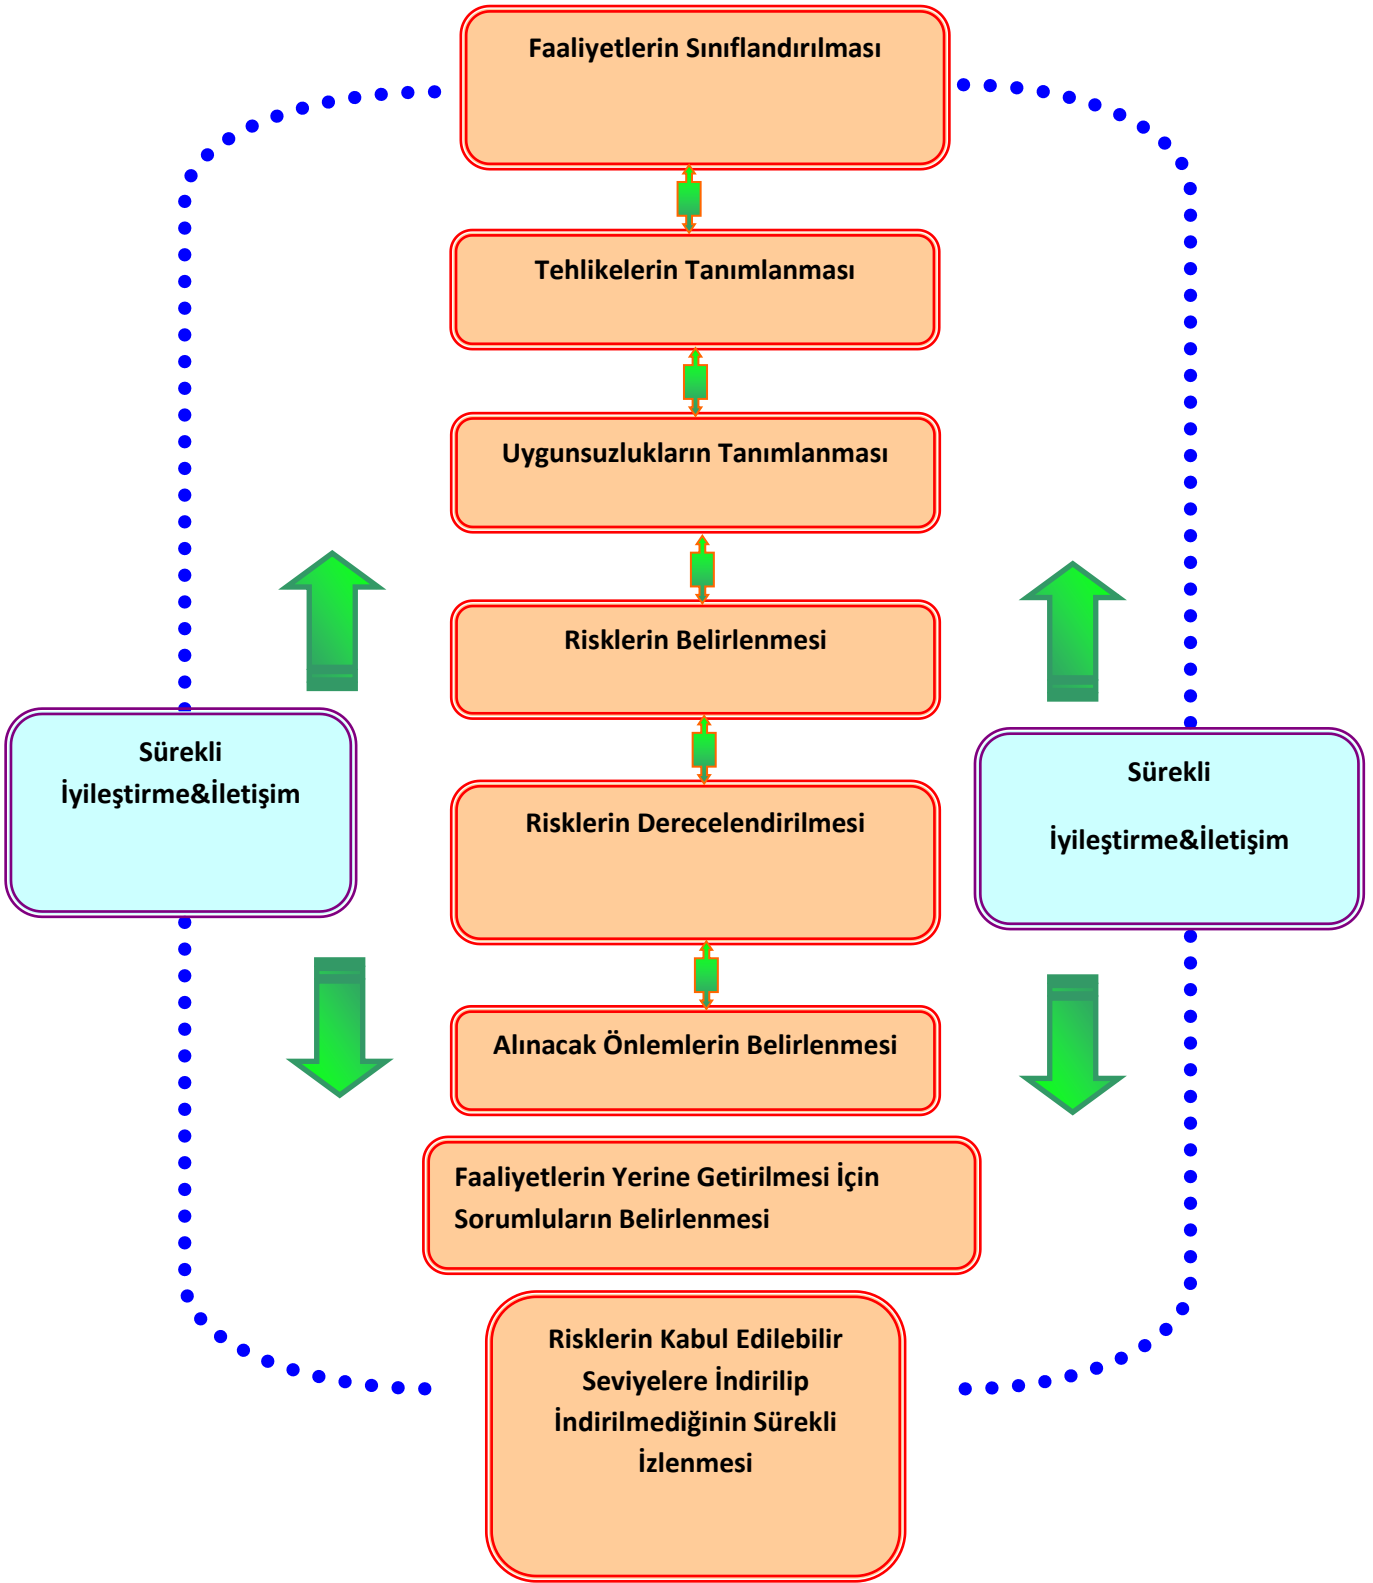 Faaliyetlerin Sınıflandırılması
Tehlikelerin Tanımlanması
Uygunsuzlukların Tanımlanması
Risklerin Belirlenmesi
Sürekli
İyileştirme&İletişim
Risklerin Derecelendirilmesi
Sürekli
İyileştirme&İletişim
Alınacak Önlemlerin Belirlenmesi
Faaliyetlerin Yerine Getirilmesi İçin
Sorumluların Belirlenmesi
Risklerin Kabul Edilebilir
Seviyelere İndirilip
İndirilmediğinin Sürekli
İzlenmesi